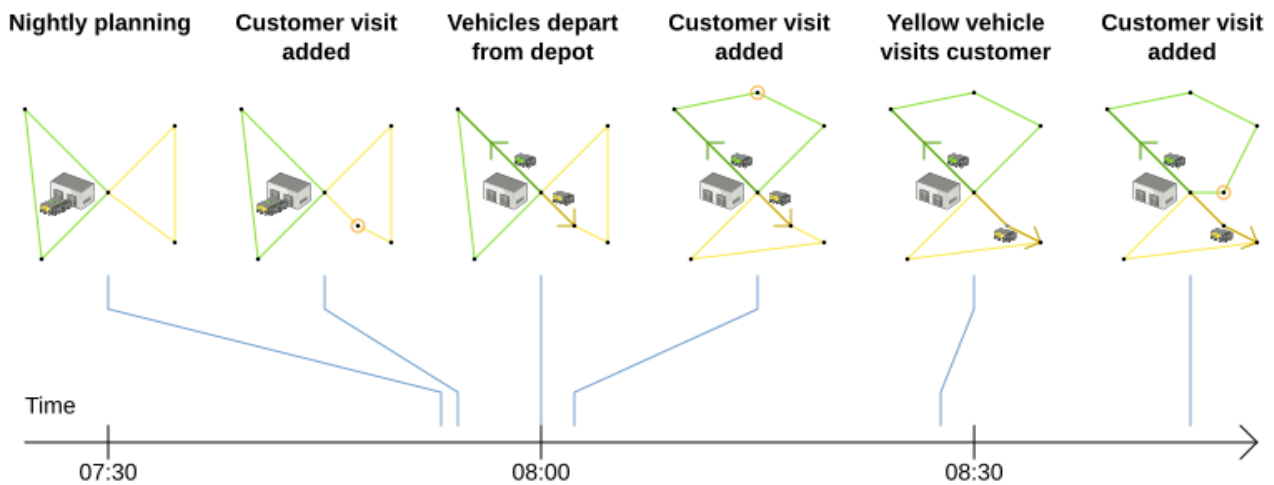 Nightly planning
Customer visit
added
Vehicles depart
from depot
Customer visit
added
Yellow vehicle
visits customer
Customer visit
added
Time
07:30
08:00
08:30